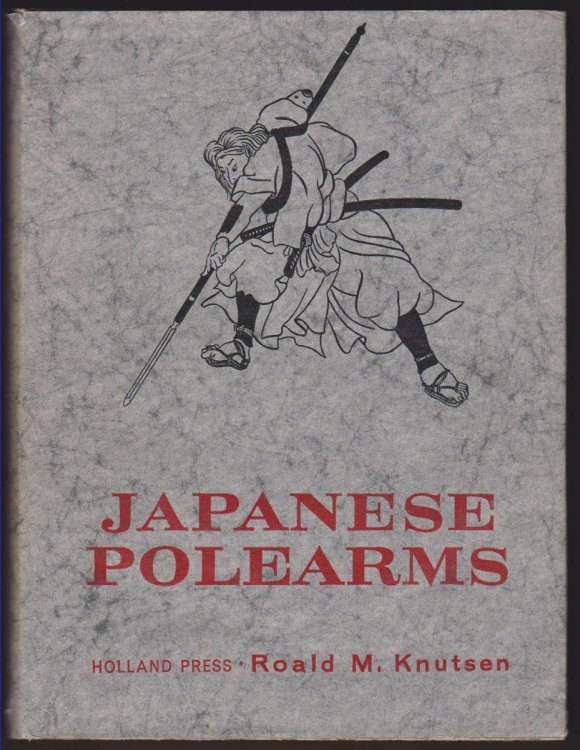 JAPANESE
POLEARMS
HOLLAND PRESS · Roald M. Knutsen